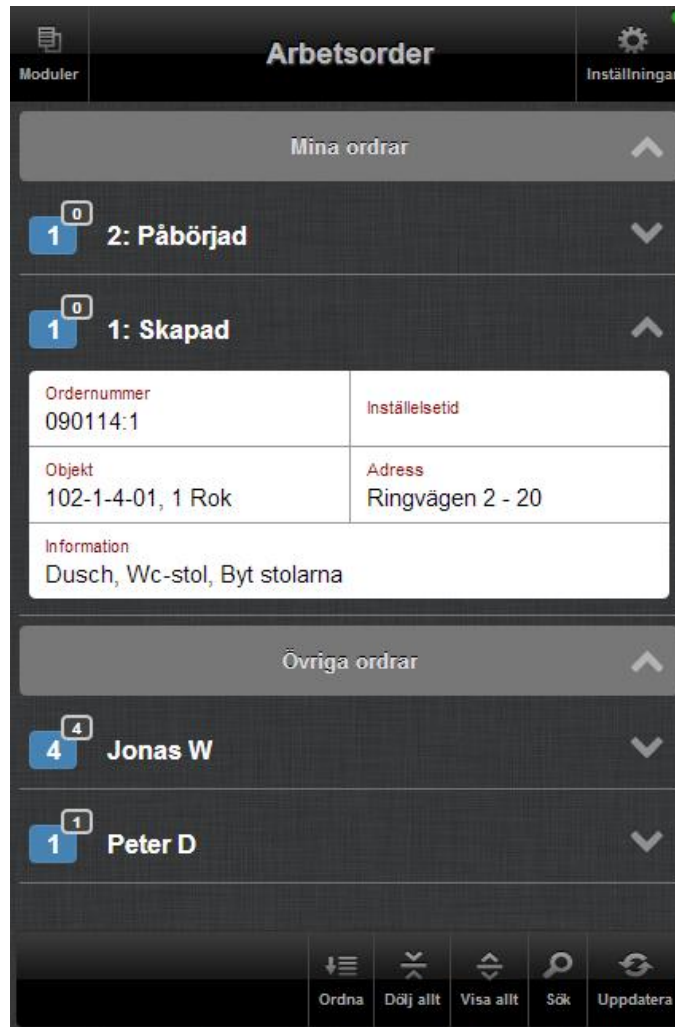 Moduler
Arbetsorder
Inställningar
Mina ordrar
1 0 2: Påbörjad
1 0 1: Skapad
Ordernummer
090114:1
Inställelsetid
Objekt
102-1-4-01, 1 Rok
Adress
Ringvägen 2 - 20
Information
Dusch, Wc-stol, Byt stolarna
Övriga ordrar
4 4 Jonas W
1 1 Peter D
Ordna Dölj allt Visa allt Sök Uppdatera